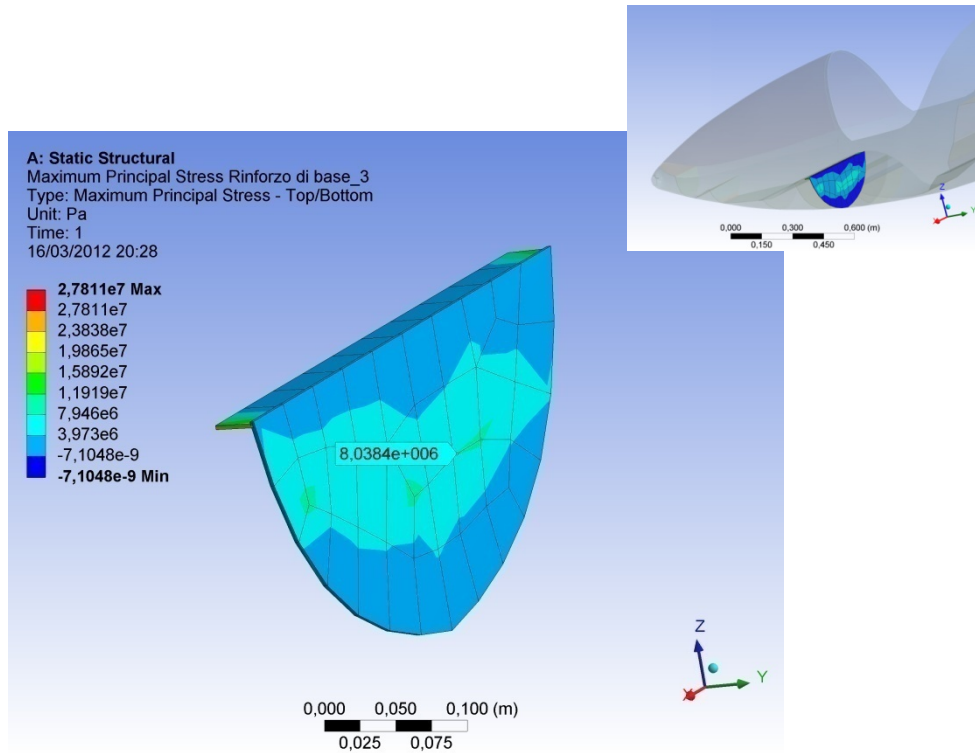 0,000 0,300 0,600 (m)
0,150 0,450
Z
X
Y
A: Static Structural
Maximum Principal Stress Rinforzo di base_3
Type: Maximum Principal Stress - Top/Bottom
Unit: Pa
Time: 1
16/03/2012 20:28
2,7811e7 Max
2,7811e7
2,3838e7
1,9865e7
1,5892e7
1,1919e7
7,946e6
3,973e6
-7,1048e-9
-7,1048e-9 Min
8,0384e+006
Z
X
Y
0,000 0,050 0,100 (m)
0,025 0,075